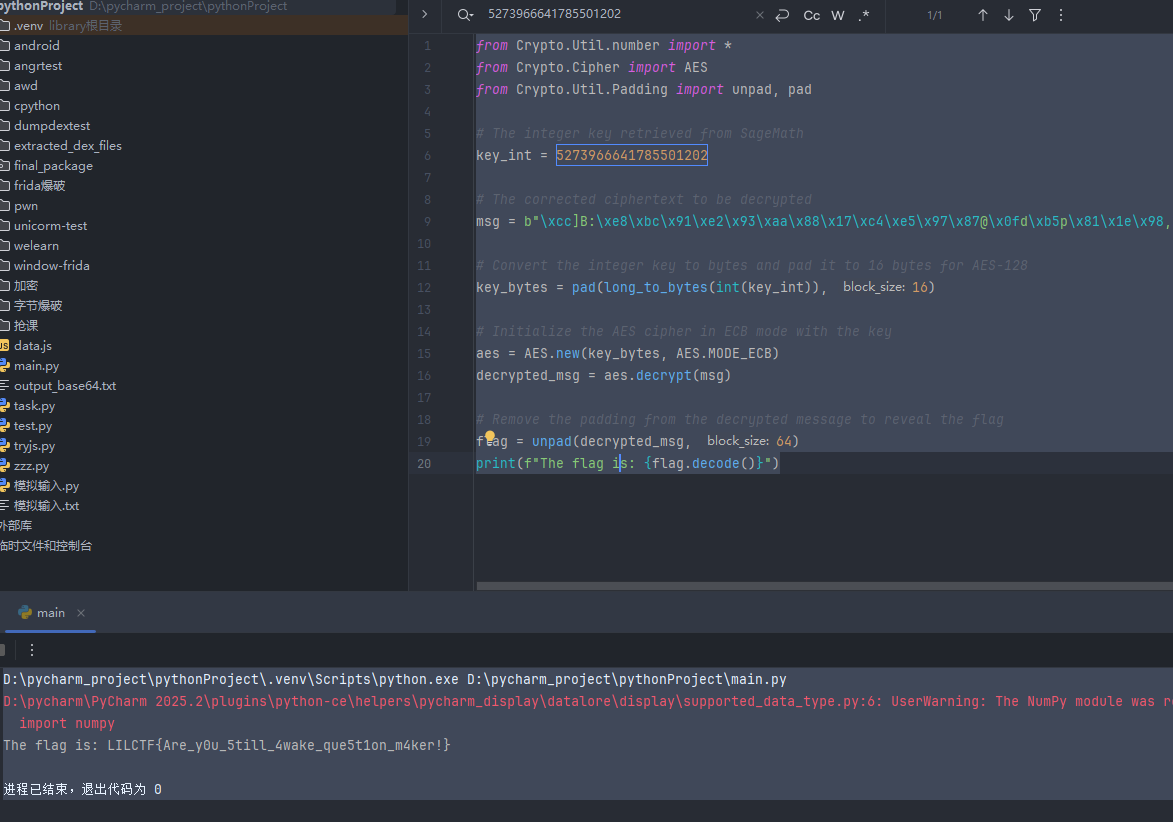 pythonProject D:\pycharm_project\pythonProject
.venv library根目录
android
angrtest
awd
cpython
dumpdextest
extracted_dex_files
final_package
frida爆破
pwn
unicorm-test
welearn
window-frida
加密
字节爆破
抢课
JS data.js
main.py
output_base64.txt
task.py
test.py
tryjs.py
zzz.py
模拟输入.py
模拟输入.txt
外部库
临时文件和控制台
5273966641785501202 × Cc W .* 1/1
1 from Crypto.Util.number import *
2 from Crypto.Cipher import AES
3 from Crypto.Util.Padding import unpad, pad
4
5 # The integer key retrieved from SageMath
6 key_int = 5273966641785501202
7
8 # The corrected ciphertext to be decrypted
9 msg = b"\xcc]B:\xe8\xbc\x91\xe2\x93\xaa\x88\x17\xc4\xe5\x97\x87@\x0fd\xb5p\x81\x1e\x98,
10
11 # Convert the integer key to bytes and pad it to 16 bytes for AES-128
12 key_bytes = pad(long_to_bytes(int(key_int)), block_size: 16)
13
14 # Initialize the AES cipher in ECB mode with the key
15 aes = AES.new(key_bytes, AES.MODE_ECB)
16 decrypted_msg = aes.decrypt(msg)
17
18 # Remove the padding from the decrypted message to reveal the flag
19 flag = unpad(decrypted_msg, block_size: 64)
20 print(f"The flag is: {flag.decode()}")
main ×
D:\pycharm_project\pythonProject\.venv\Scripts\python.exe D:\pycharm_project\pythonProject\main.py
D:\pycharm\PyCharm 2025.2\plugins\python-ce\helpers\pycharm_display\datalore\display\supported_data_type.py:6: UserWarning: The NumPy module was
import numpy
The flag is: LILCTF{Are_y0u_5till_4wake_que5t1on_m4ker!}
进程已结束，退出代码为 0